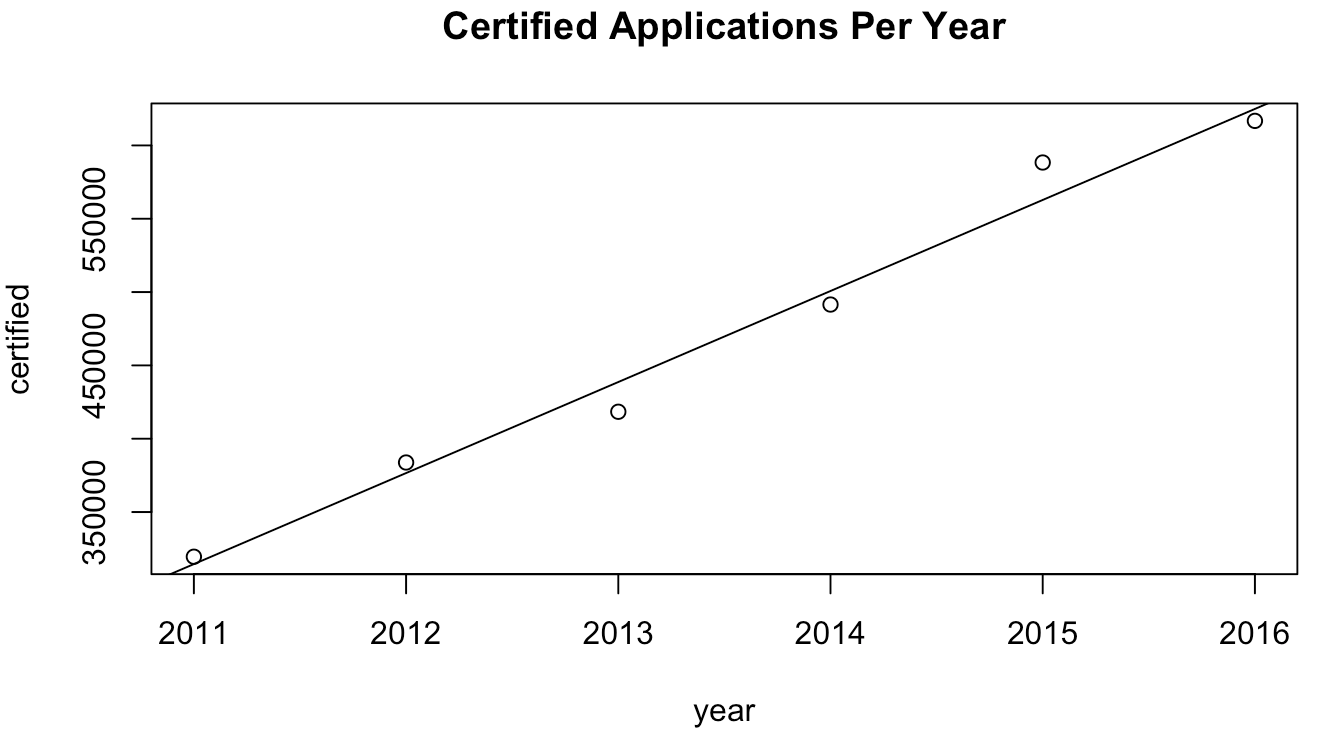 Certified Applications Per Year
certified
550000
450000
350000
2011 2012 2013 2014 2015 2016
year